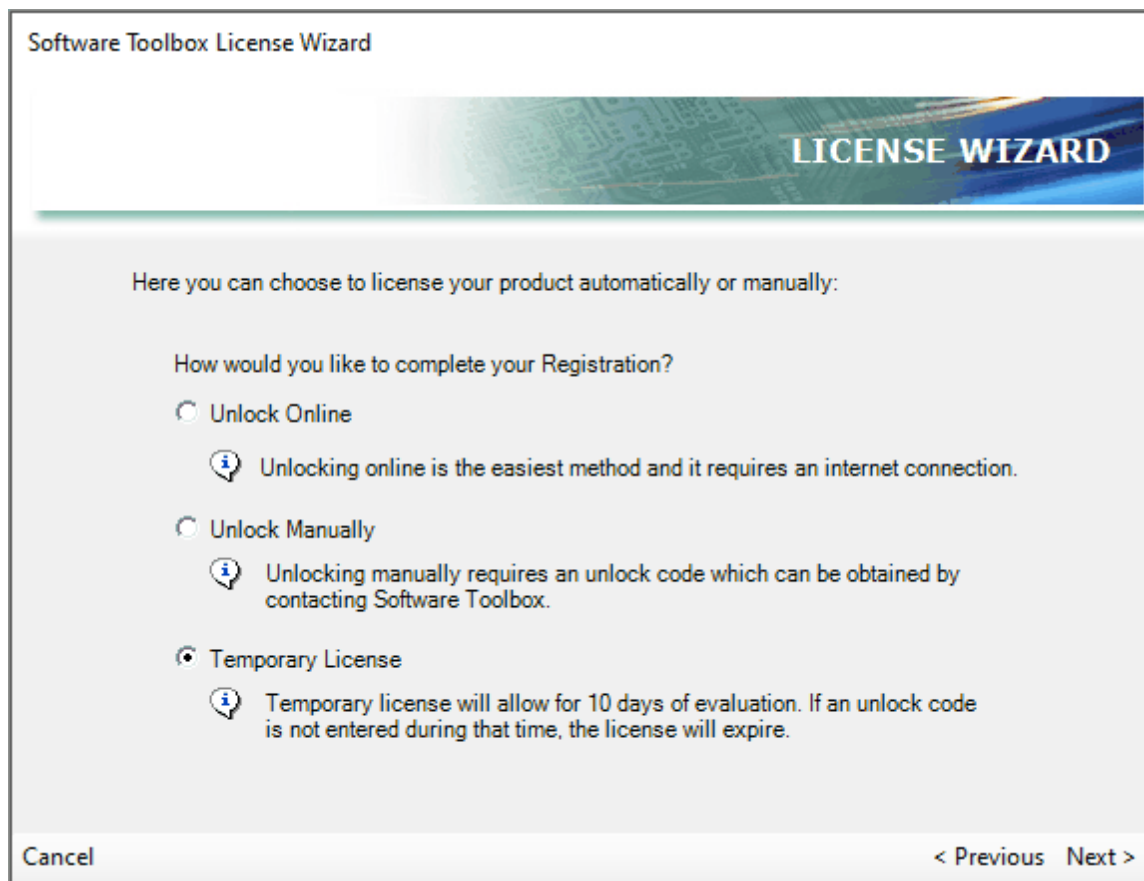 Software Toolbox License Wizard
LICENSE WIZARD
Here you can choose to license your product automatically or manually:
How would you like to complete your Registration?
Unlock Online
Unlocking online is the easiest method and it requires an internet connection.
Unlock Manually
Unlocking manually requires an unlock code which can be obtained by
contacting Software Toolbox.
Temporary License
Temporary license will allow for 10 days of evaluation. If an unlock code
is not entered during that time, the license will expire.
Cancel < Previous Next >